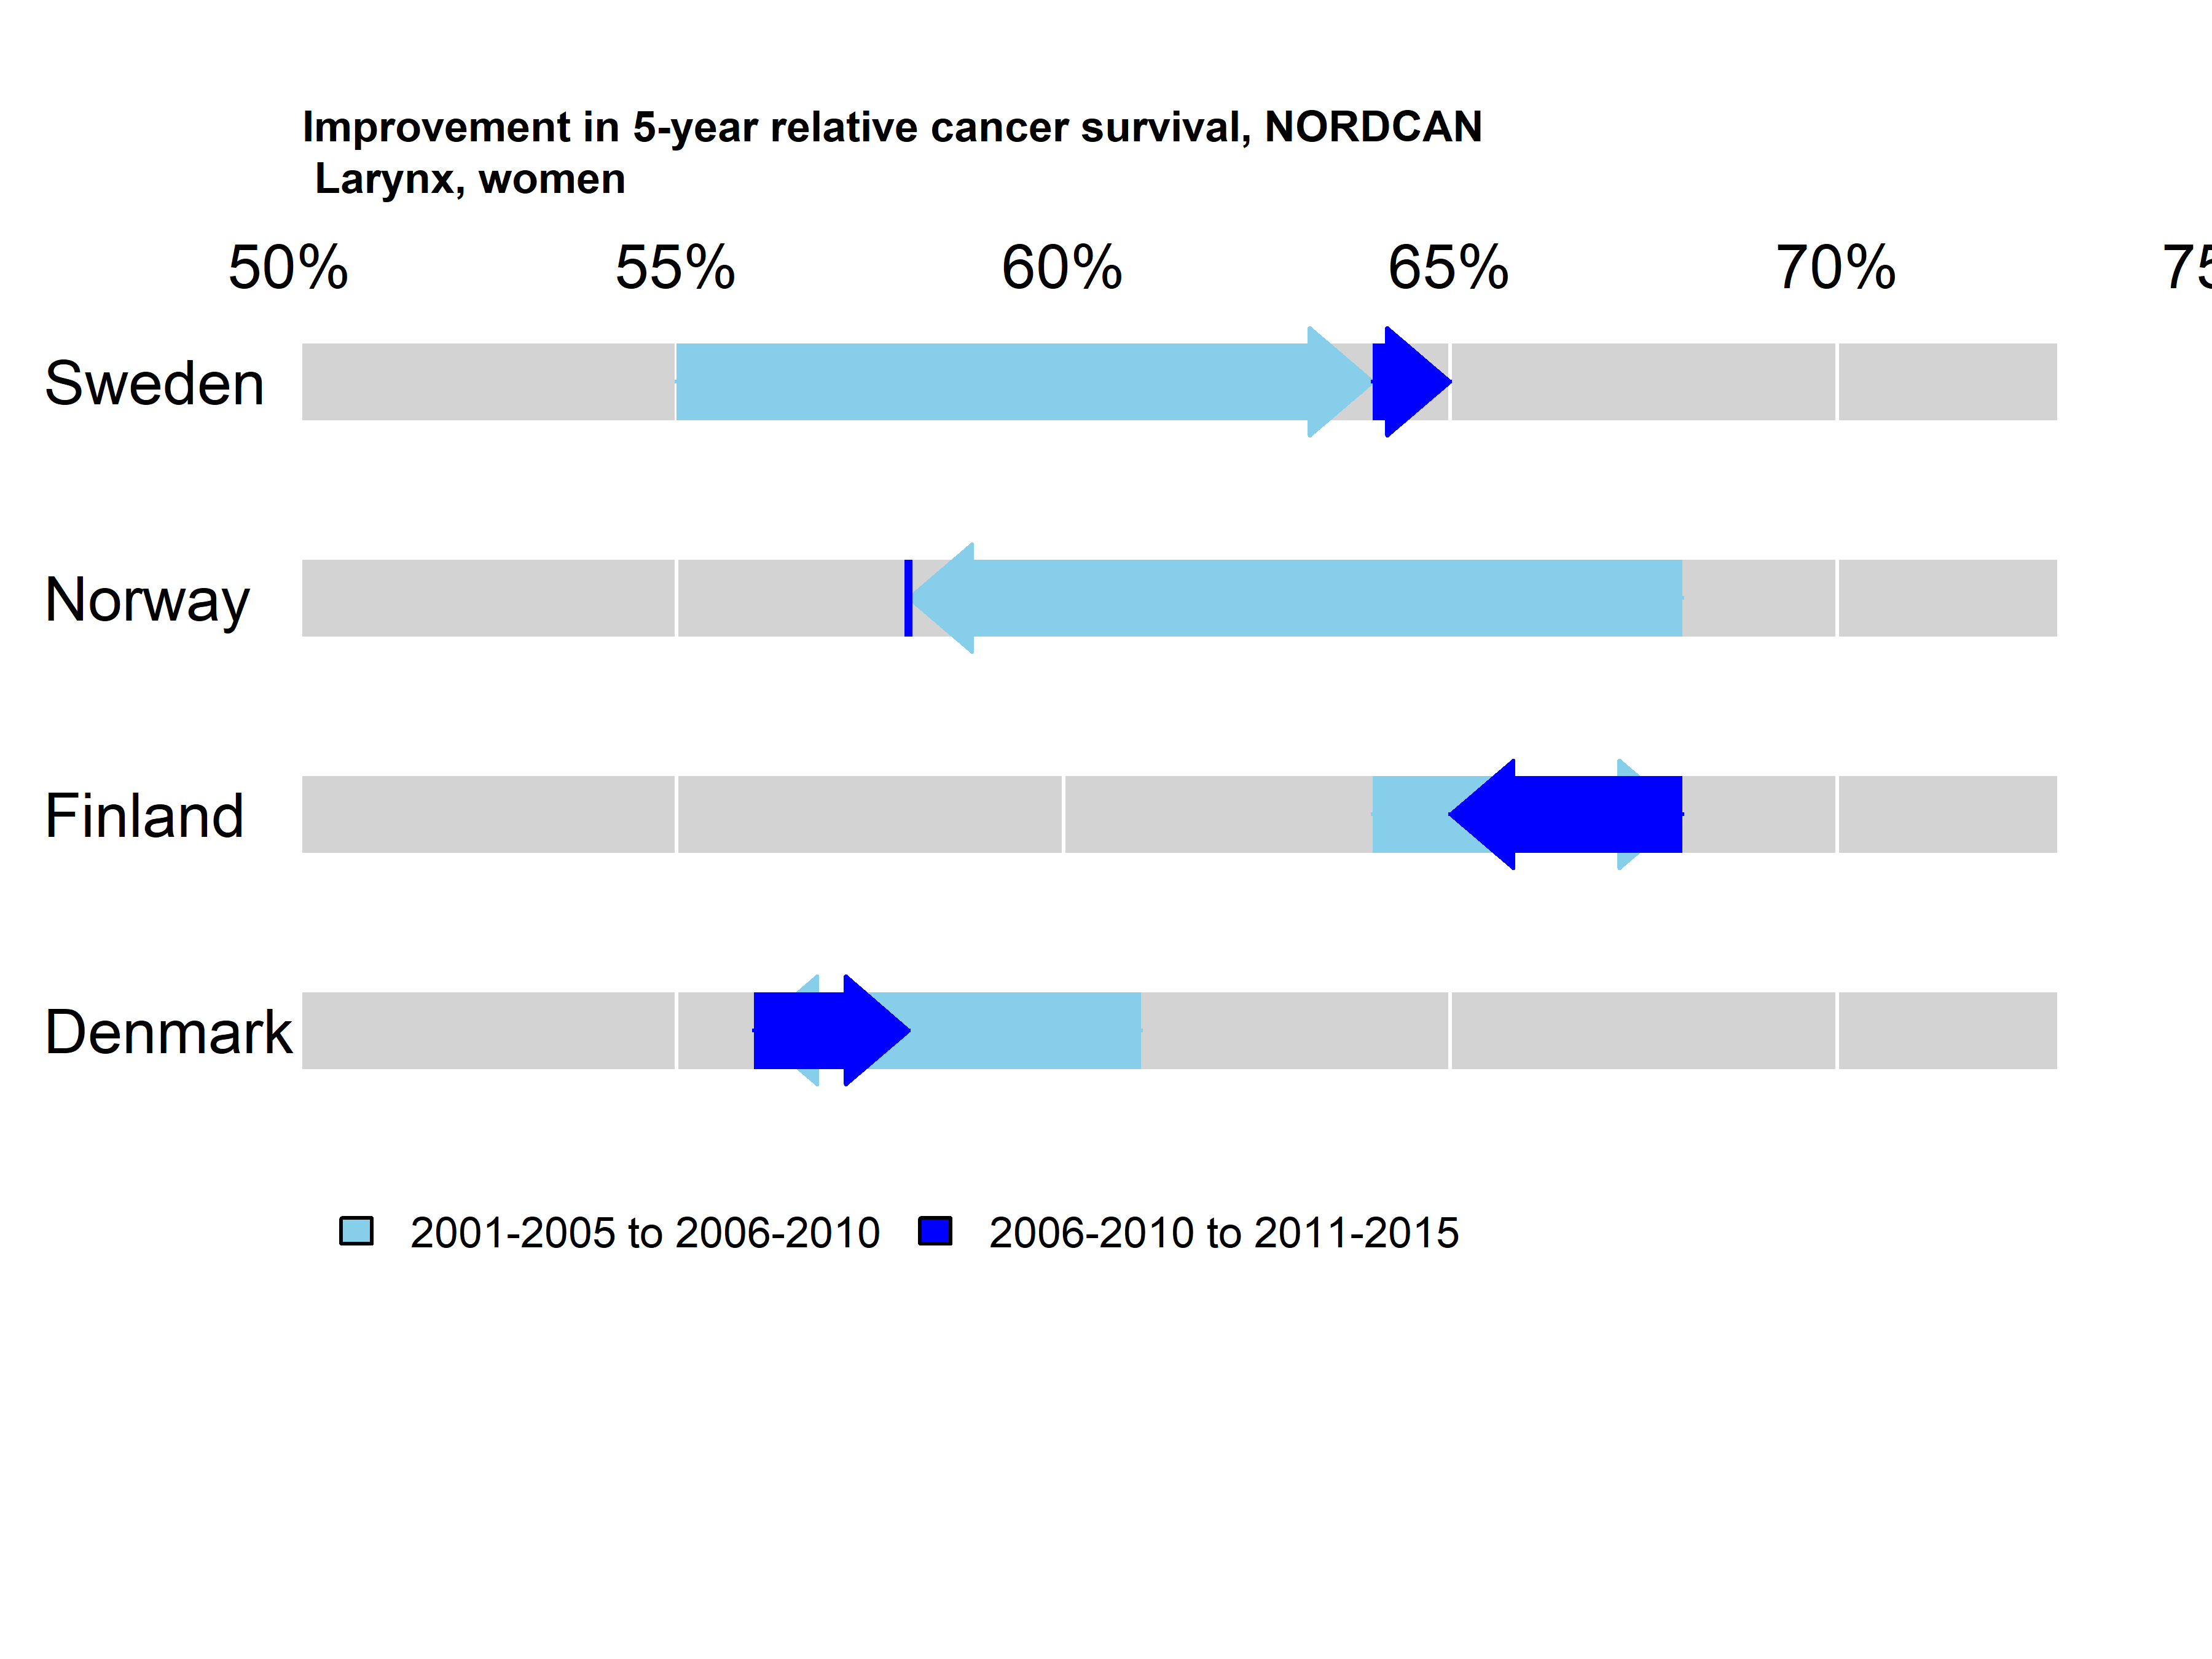 Improvement in 5-year relative cancer survival, NORDCAN
Larynx, women
50% 55% 60% 65% 70% 75
Sweden
Norway
Finland
Denmark
2001-2005 to 2006-2010 2006-2010 to 2011-2015